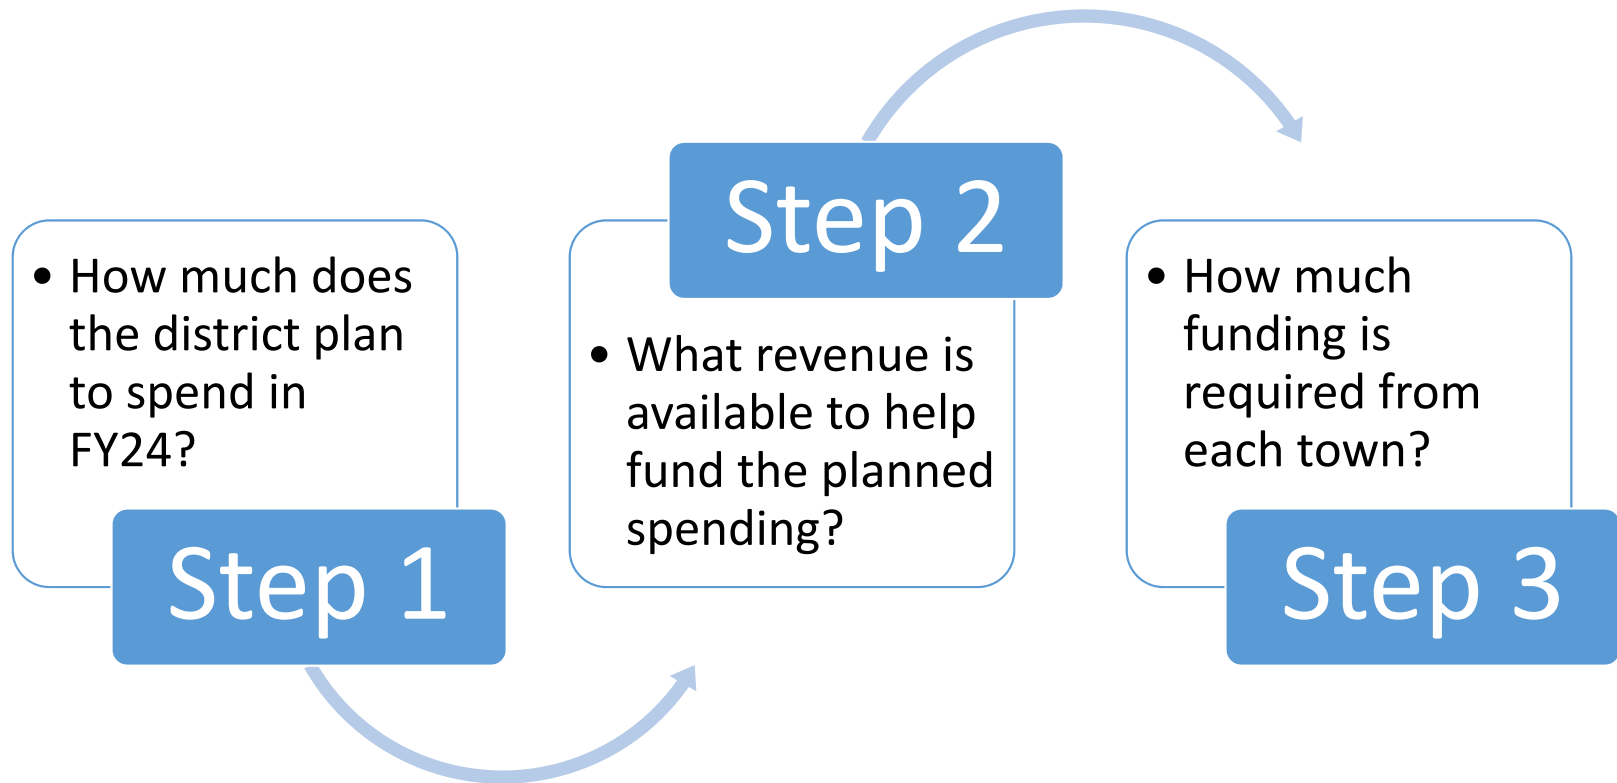 • How much does
the district plan
to spend in
FY24?
Step 1
Step 2
• What revenue is
available to help
fund the planned
spending?
• How much
funding is
required from
each town?
Step 3